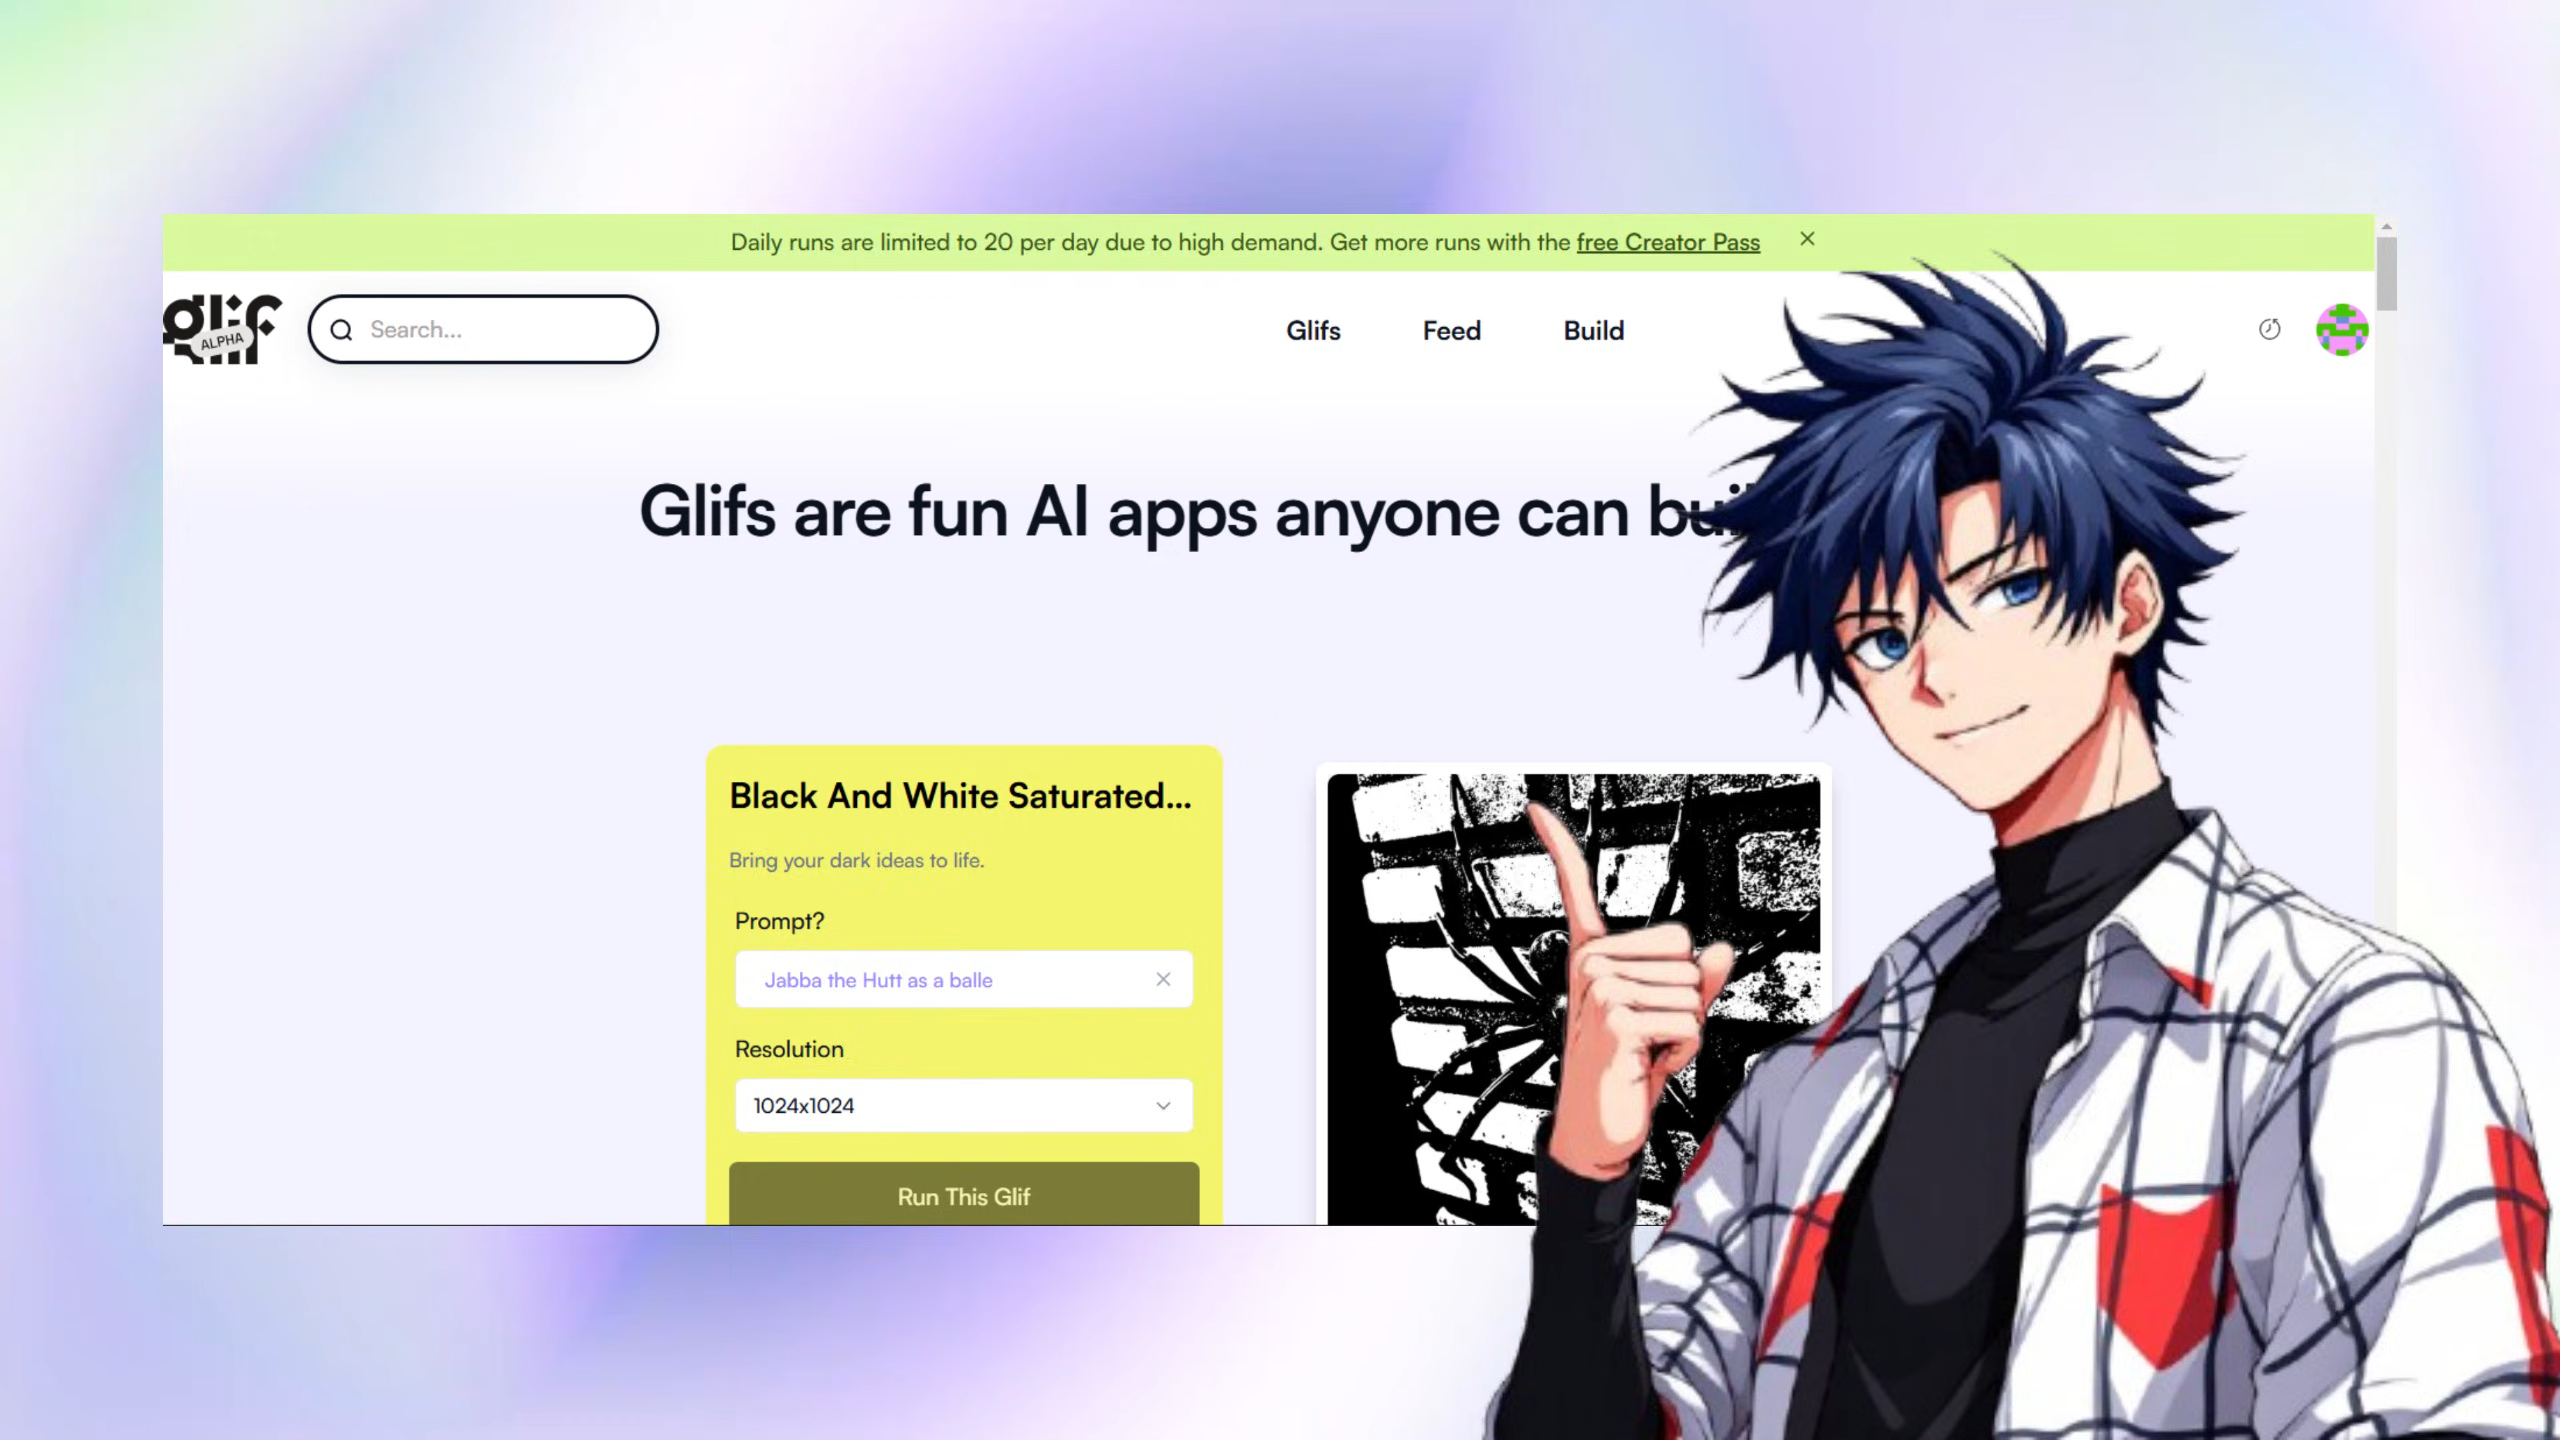 Daily runs are limited to 20 per day due to high demand. Get more runs with the free Creator Pass
glif
ALPHA
Search...
Glifs
Feed
Build
Glifs are fun AI apps anyone can
Black And White Saturated...
Bring your dark ideas to life.
Prompt?
Jabba the Hutt as a balle
Resolution
1024x1024
Run This Glif